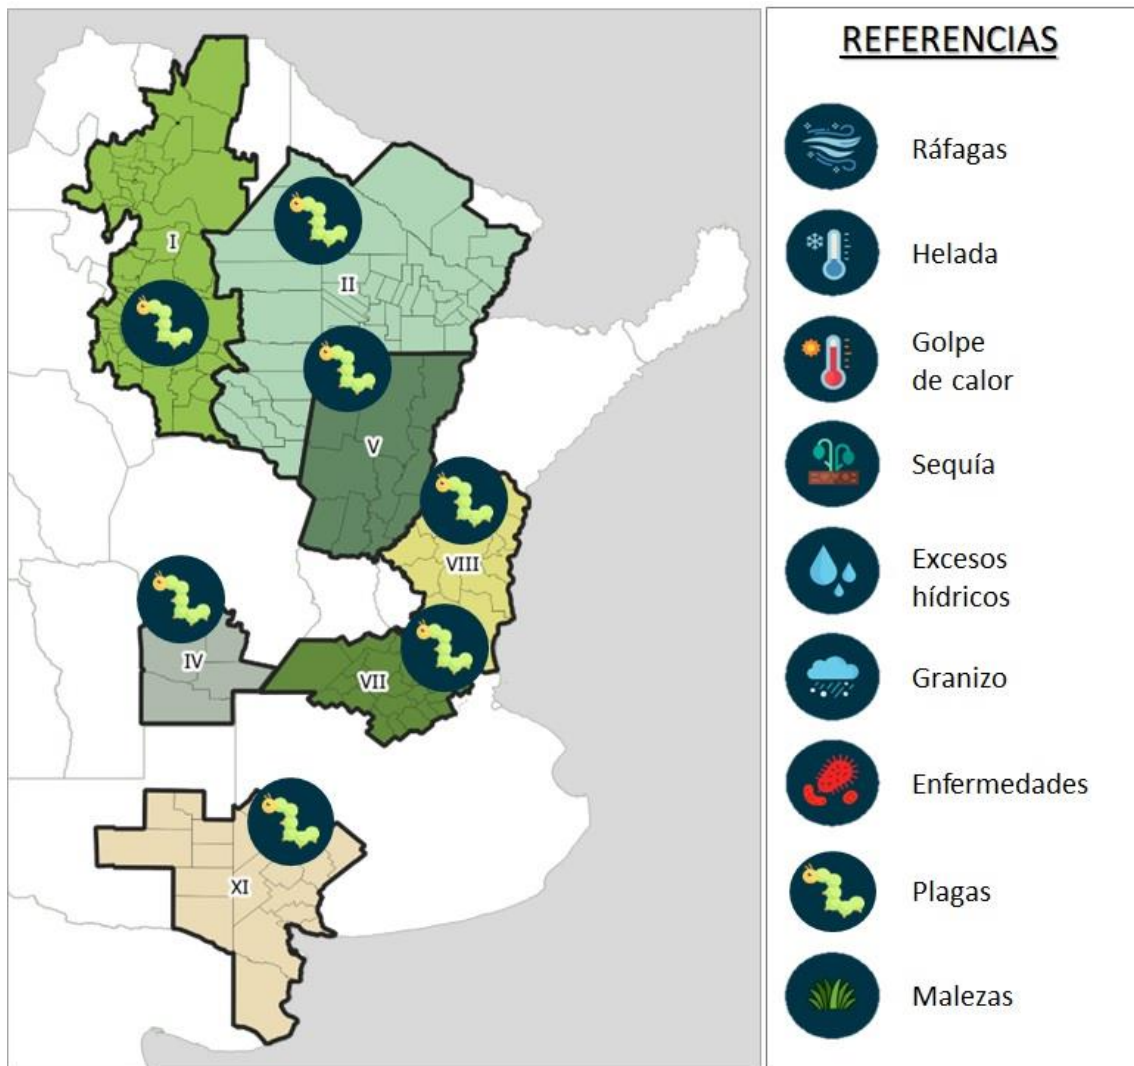 REFERENCIAS
Ráfagas
Helada
Golpe
de calor
Sequía
Excesos
hídricos
Granizo
Enfermedades
Plagas
Malezas
I
II
V
VIII
IV
VII
XI